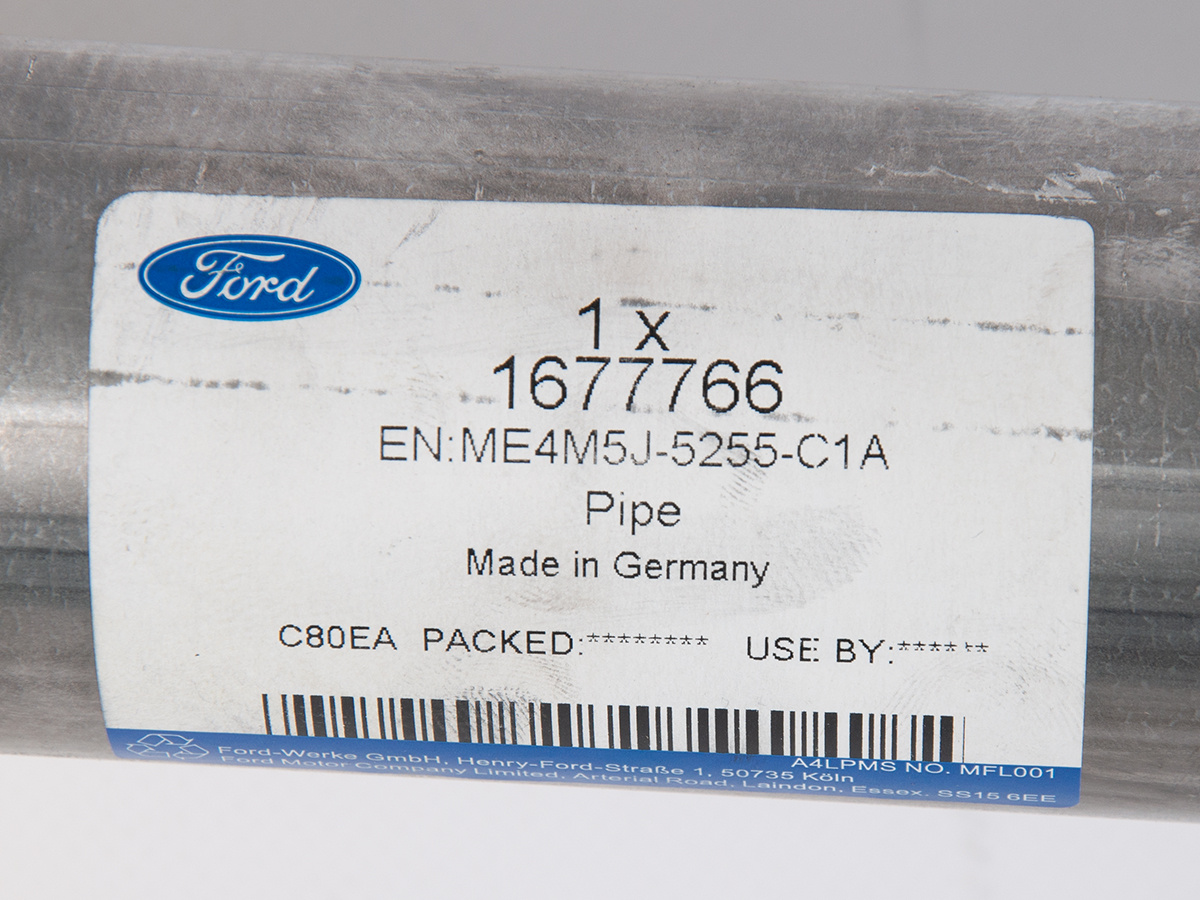 Ford
1 x
1677766
EN:ME4M5J-5255-C1A
Pipe
Made in Germany
C80EA PACKED:******** USE BY:******
A4LPMS NO. MFL001
Ford-Werke GmbH, Henry-Ford-Straße 1, 50735 Köln
Ford Motor Company Limited, Arterial Road, Laindon, Essex. SS15 6EE